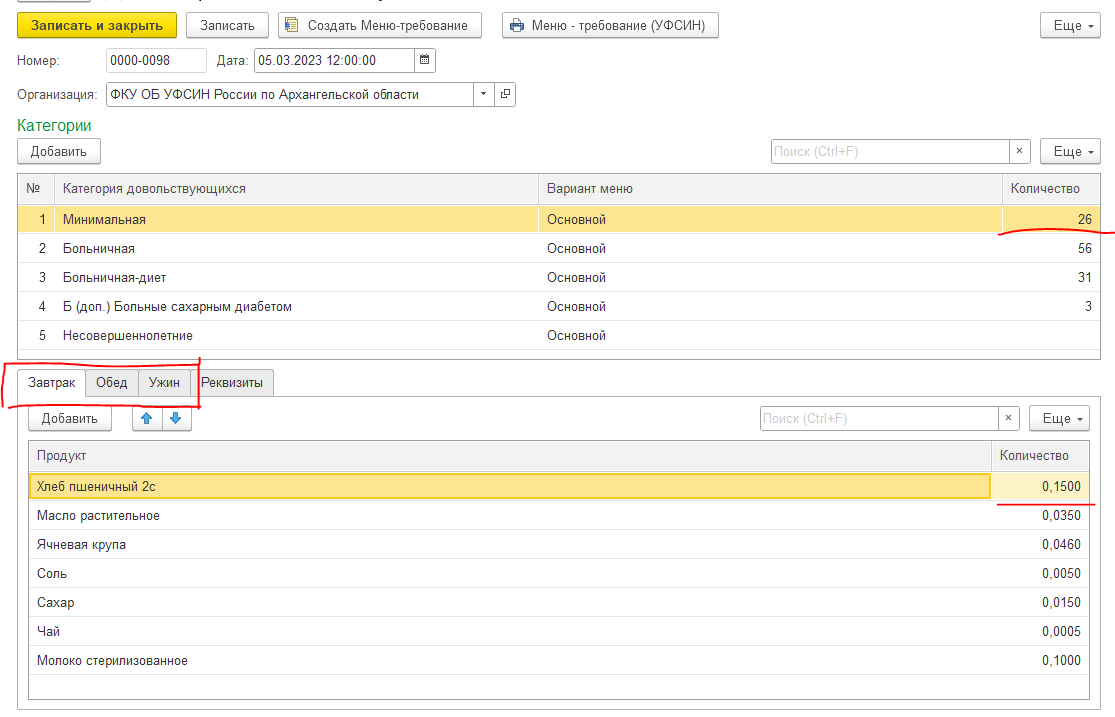 Записать и закрыть Записать Создать Меню-требование Меню - требование (УФСИН) Еще
Номер: 0000-0098 Дата: 05.03.2023 12:00:00
Организация: ФКУ ОБ УФСИН России по Архангельской области
Категории
Добавить Поиск (Ctrl+F) × Еще
№ Категория довольствующихся Вариант меню Количество
1 Минимальная Основной 26
2 Больничная Основной 56
3 Больничная-диет Основной 31
4 Б (доп.) Больные сахарным диабетом Основной 3
5 Несовершеннолетние Основной
Завтрак Обед Ужин Реквизиты
Добавить Поиск (Ctrl+F) × Еще
Продукт Количество
Хлеб пшеничный 2с 0,1500
Масло растительное 0,0350
Ячневая крупа 0,0460
Соль 0,0050
Сахар 0,0150
Чай 0,0005
Молоко стерилизованное 0,1000